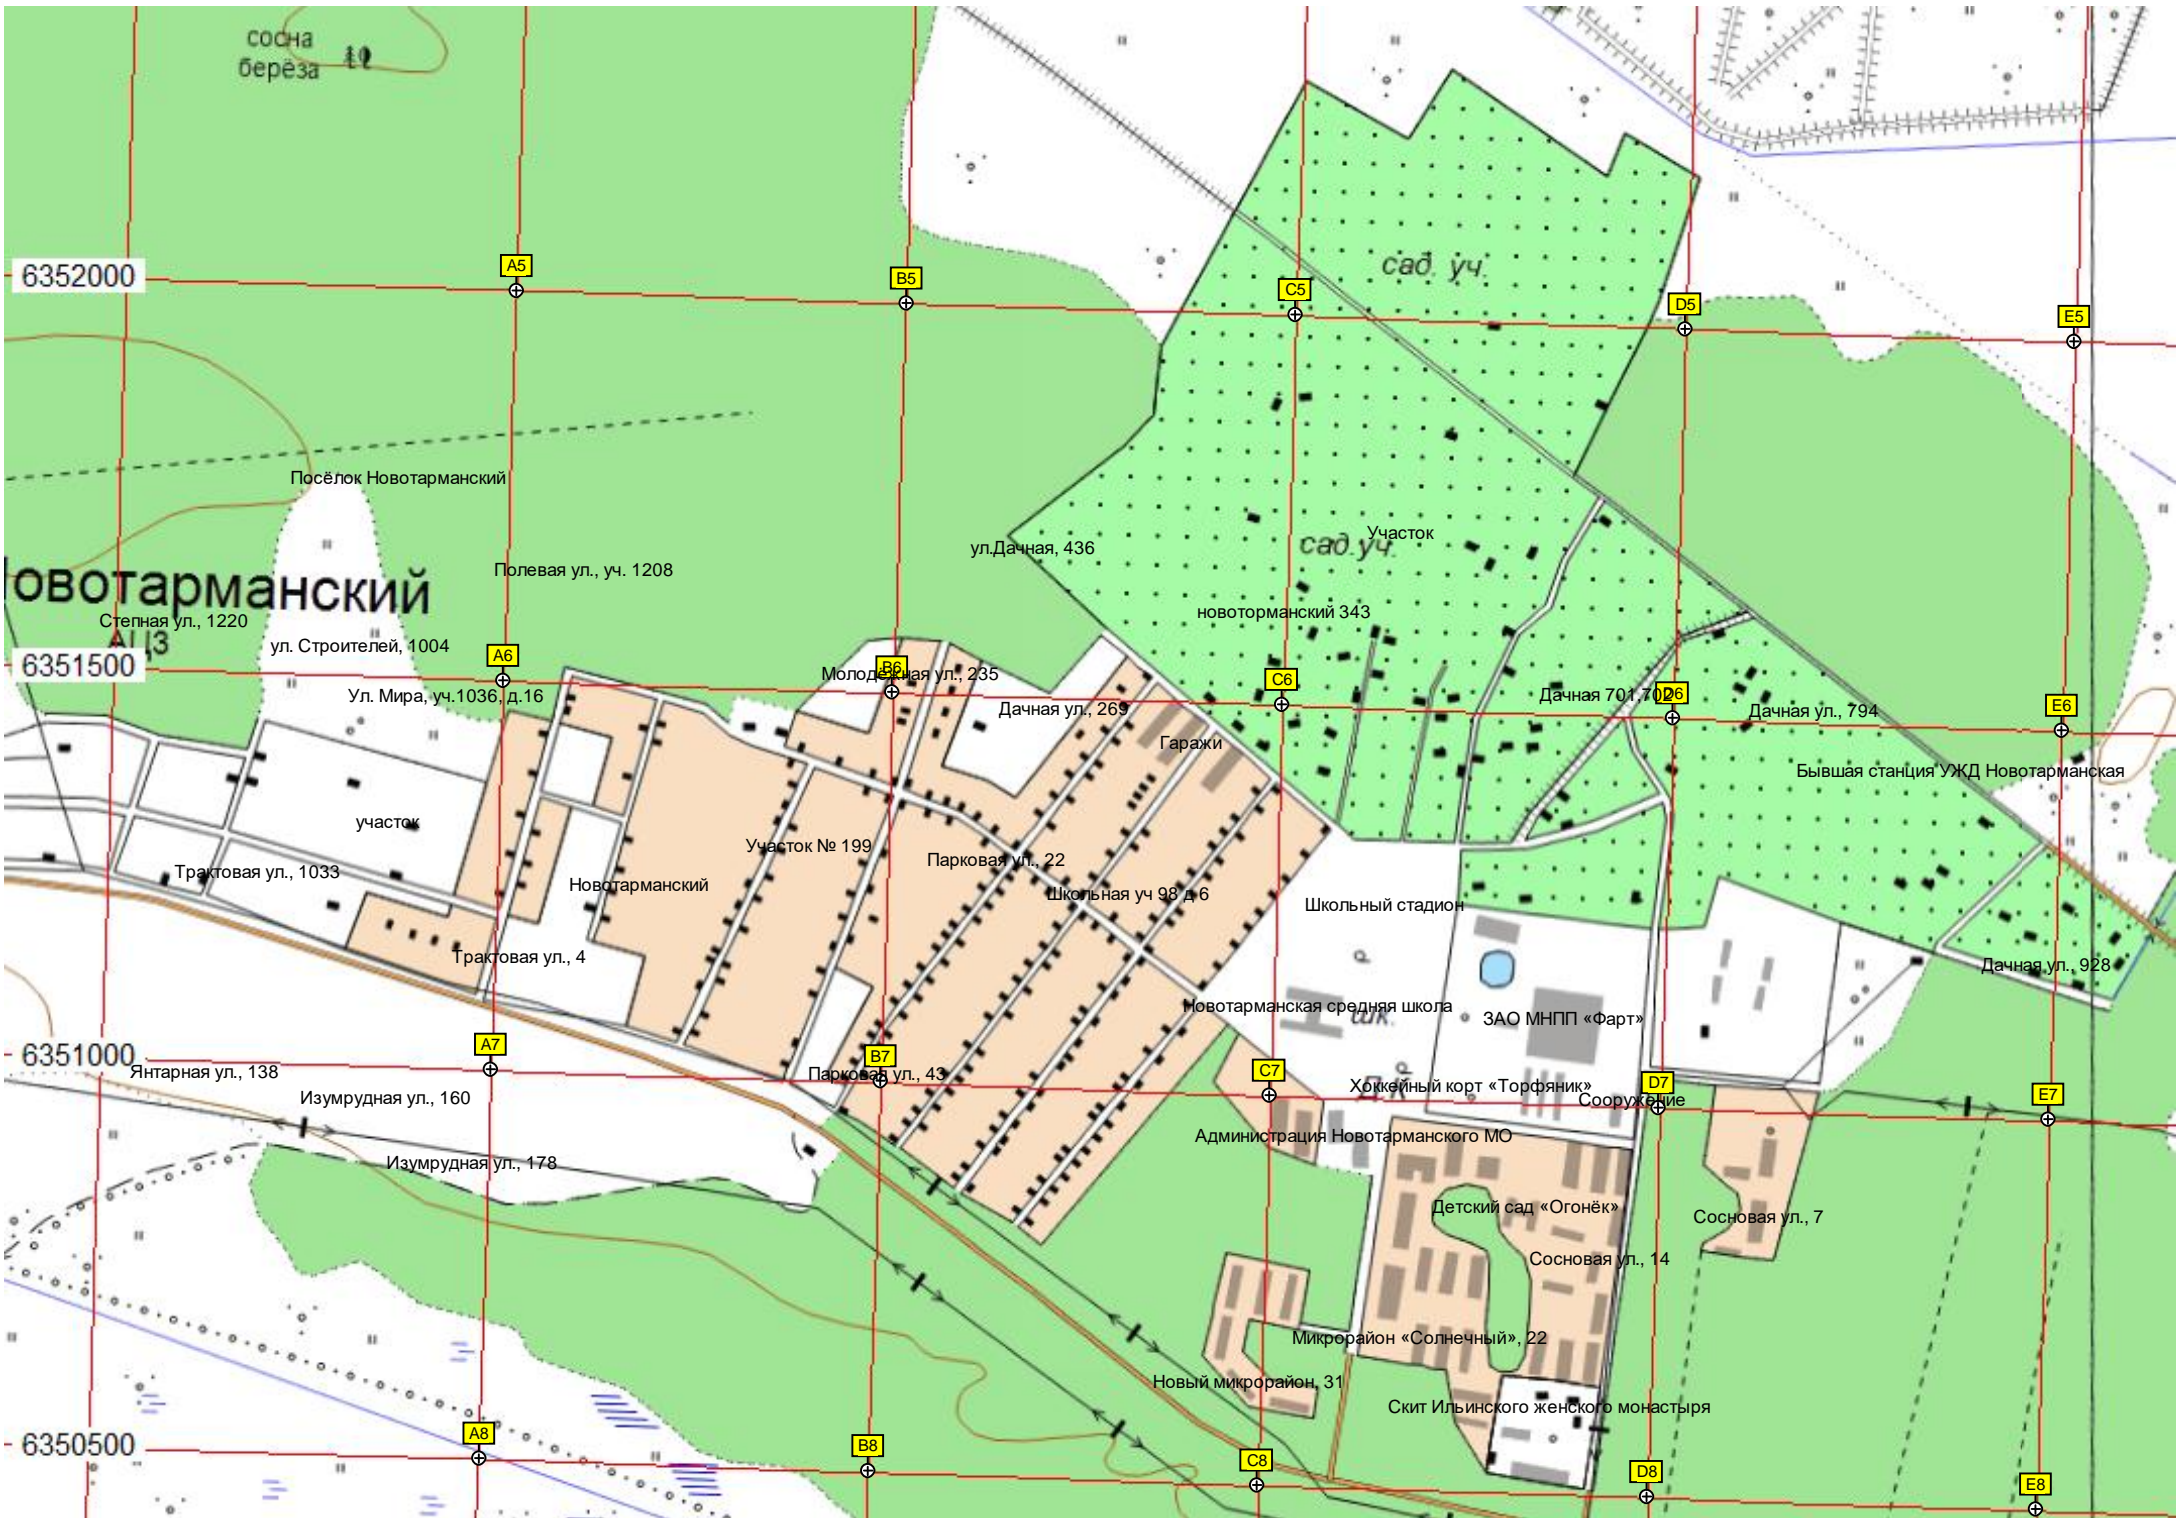 сосна
берёза
6352000
A5
B5
C5
D5
E5
сад. уч.
Посёлок Новотарманский
Участок
сад.уч.
ул.Дачная, 436
Полевая ул., уч. 1208
овотарманский
новоторманский 343
Степная ул., 1220
АЦЗ
ул. Строителей, 1004
6351500
A6
B6
C6
D6
E6
Молодёжная ул., 235
Ул. Мира, уч.1036, д.16
Дачная 701,702
Дачная ул., 269
Дачная ул., 794
Гаражи
Бывшая станция УЖД Новотарманская
участок
Участок № 199
Парковая ул., 22
Трактовая ул., 1033
Новотарманский
Школьная уч 98 д 6
Школьный стадион
Трактовая ул., 4
Дачная ул., 928
Новотарманская средняя школа
шк.
ЗАО МНПП «Фарт»
6351000
A7
B7
C7
D7
E7
Янтарная ул., 138
Парковая ул., 43
Хоккейный корт «Торфяник»
Д К
Р
Р
Изумрудная ул., 160
Сооружение
Администрация Новотарманского МО
Изумрудная ул., 178
Детский сад «Огонёк»
Сосновая ул., 7
Сосновая ул., 14
Микрорайон «Солнечный», 22
Новый микрорайон, 31
Скит Ильинского женского монастыря
6350500
A8
B8
C8
D8
E8